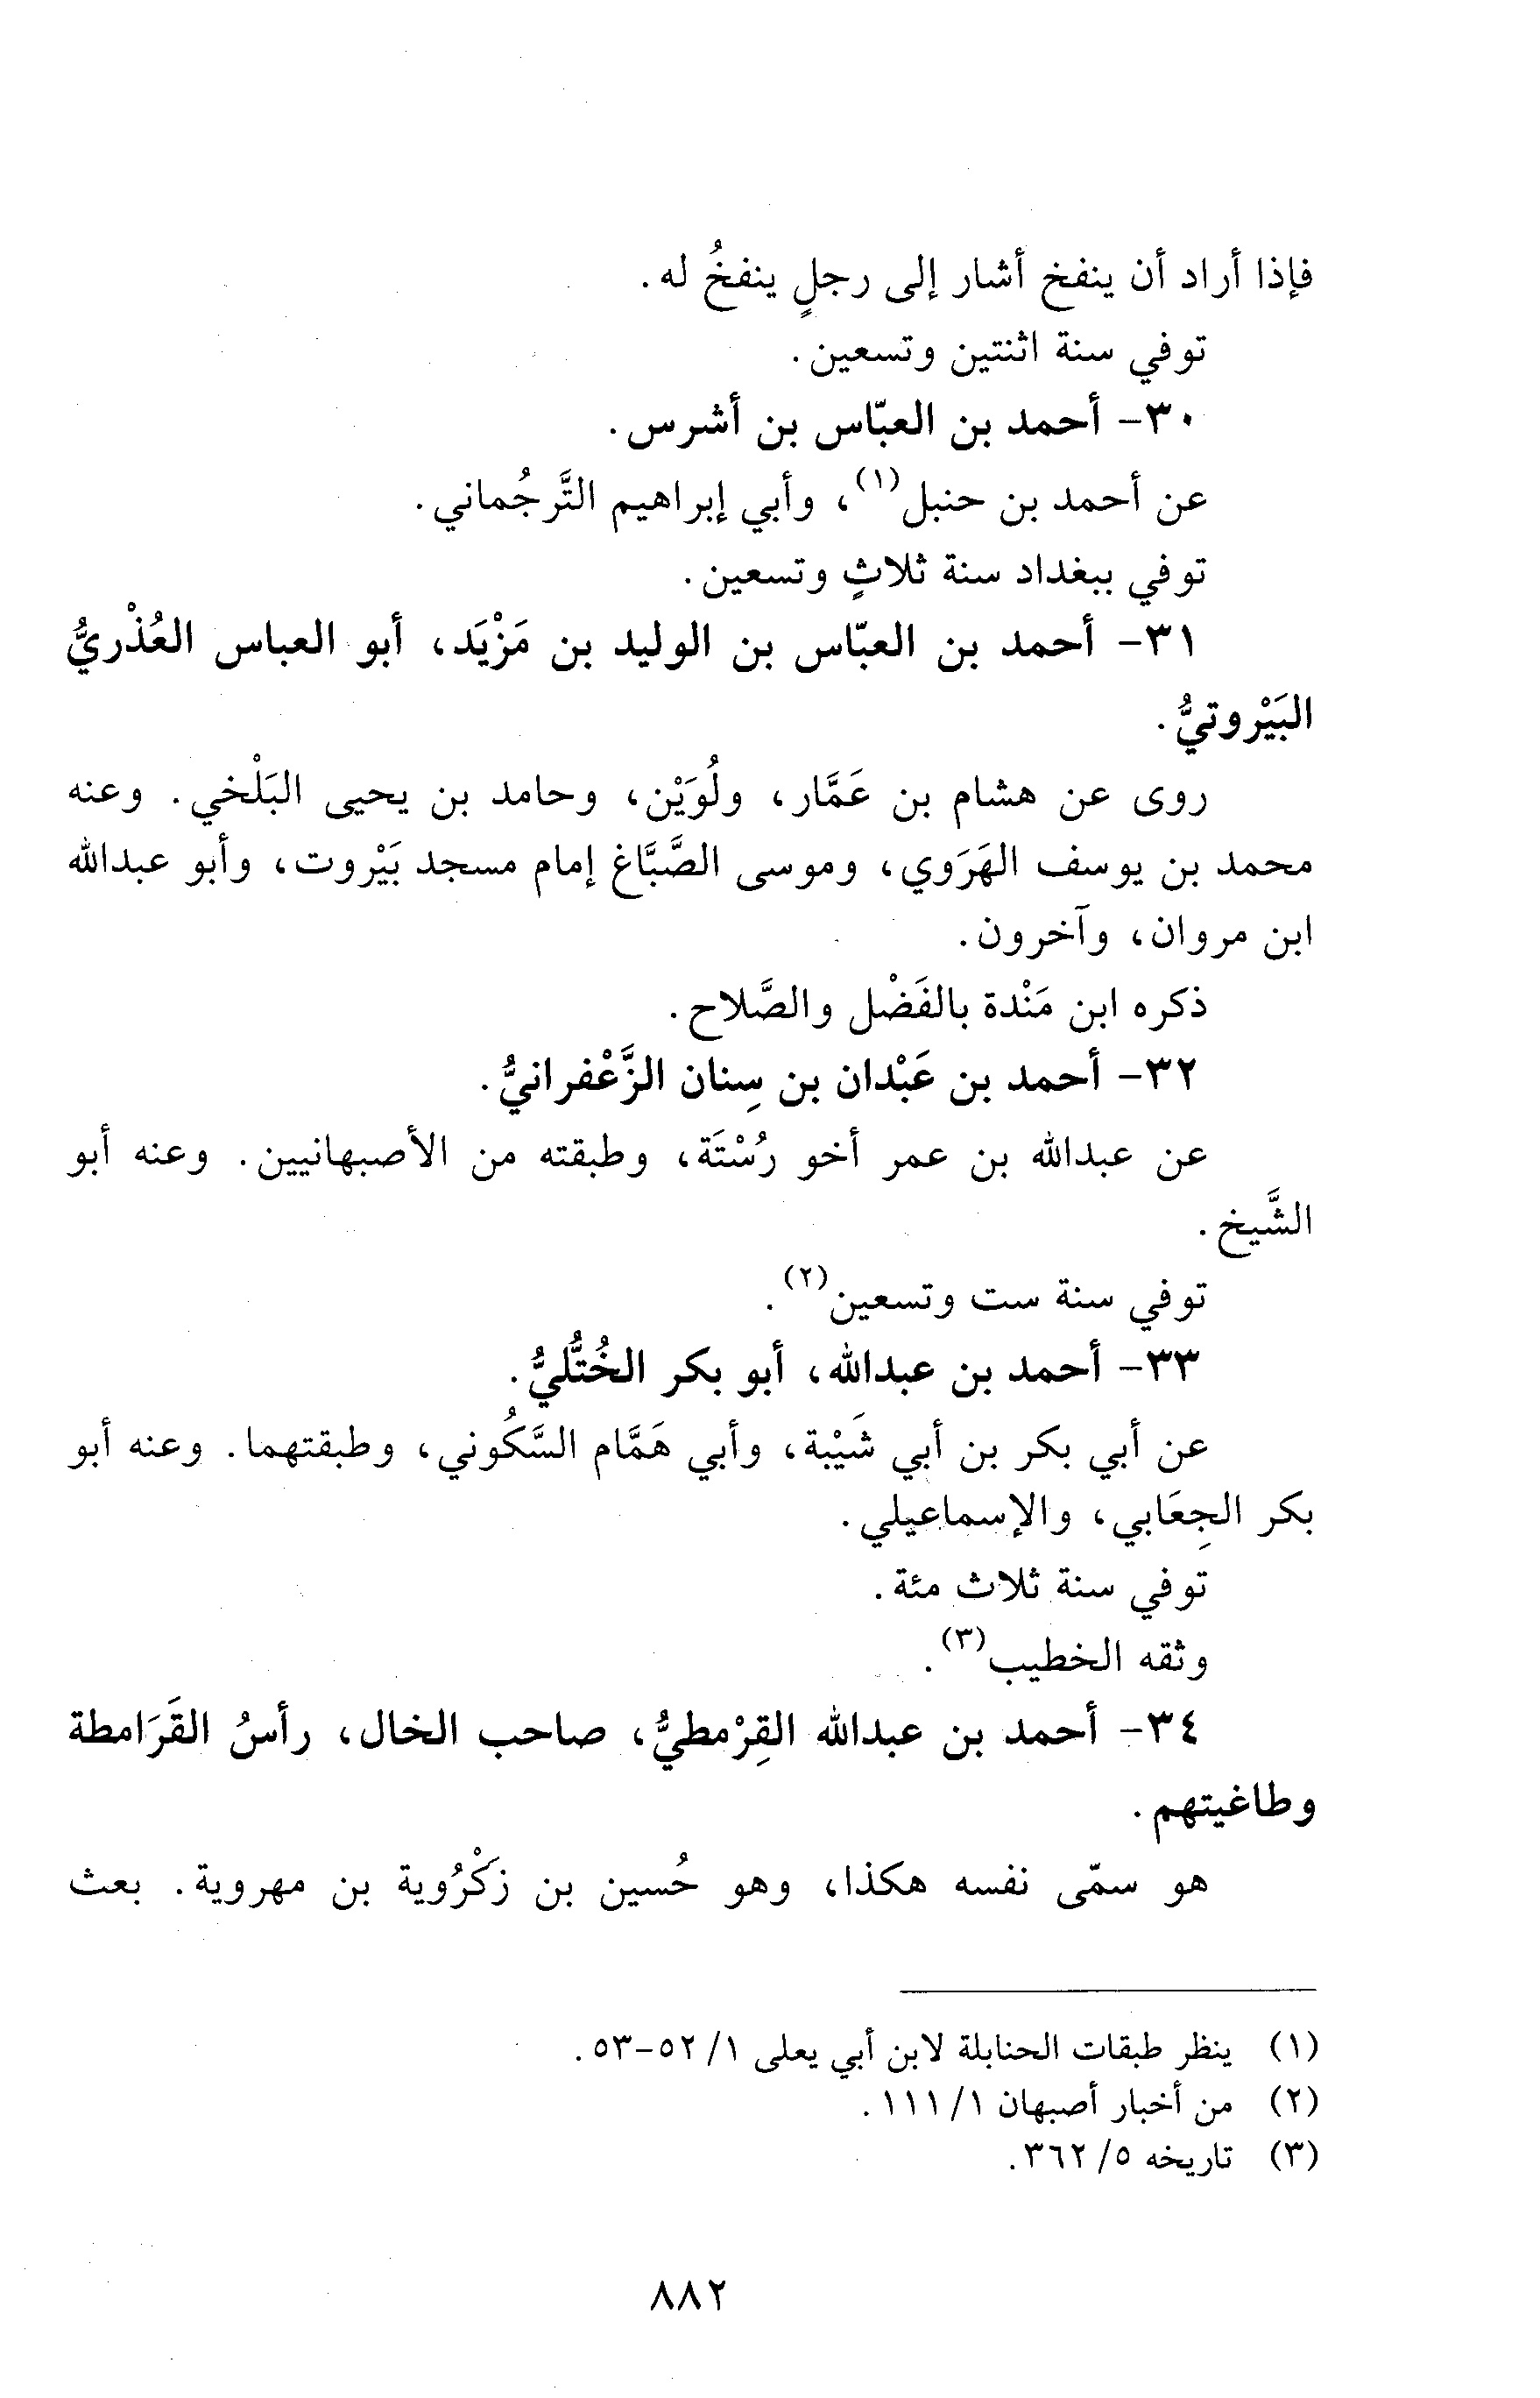 فإذا أراد أن ينفخ أشار إلى رجلٍ ينفخُ له.
توفي سنة اثنتين وتسعين.
٣٠- أحمد بن العبّاس بن أشرس.
عن أحمد بن حنبل(١)، وأبي إبراهيم التَّرجُماني.
توفي ببغداد سنة ثلاثٍ وتسعين.
٣١- أحمد بن العبّاس بن الوليد بن مَزْيَد، أبو العباس العُذْريُّ
البَيْروتيُّ.
روى عن هشام بن عَمَّار، ولُوَيْن، وحامد بن يحيى البَلْخي. وعنه
محمد بن يوسف الهَرَوي، وموسى الصَّبَّاغ إمام مسجد بَيْروت، وأبو عبدالله
ابن مروان، وآخرون.
ذكره ابن مَنْدة بالفَضْل والصَّلاح.
٣٢- أحمد بن عَبْدان بن سِنان الزَّعْفرانيُّ.
عن عبدالله بن عمر أخو رُسْتَة، وطبقته من الأصبهانيين. وعنه أبو
الشَّيخ.
توفي سنة ست وتسعين(٢).
٣٣- أحمد بن عبدالله، أبو بكر الخُتُّليُّ.
عن أبي بكر بن أبي شَيْبة، وأبي هَمَّام السَّكُوني، وطبقتهما. وعنه أبو
بكر الجِعَابي، والإسماعيلي.
توفي سنة ثلاث مئة.
وثقه الخطيب(٣).
٣٤- أحمد بن عبدالله القِرْمطيُّ، صاحب الخال، رأسُ القَرَامطة
وطاغيتهم.
هو سمّى نفسه هكذا، وهو حُسين بن زكْرُوية بن مهروية. بعث
(١) ينظر طبقات الحنابلة لابن أبي يعلى ١/ ٥٢-٥٣.
(٢) من أخبار أصبهان ١/ ١١١.
(٣) تاريخه ٥/ ٣٦٢.
٨٨٢